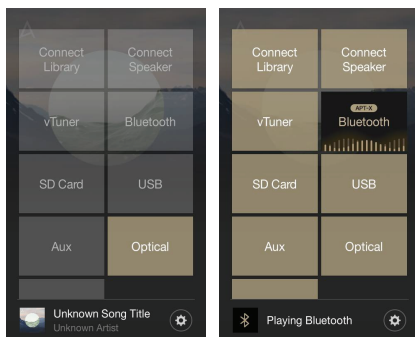 Connect
Library
Connect
Speaker
vTuner
Bluetooth
SD Card
USB
Aux
Optical
Unknown Song Title
Unknown Artist
Connect
Library
Connect
Speaker
vTuner
APT-X
Bluetooth
SD Card
USB
Aux
Optical
Playing Bluetooth